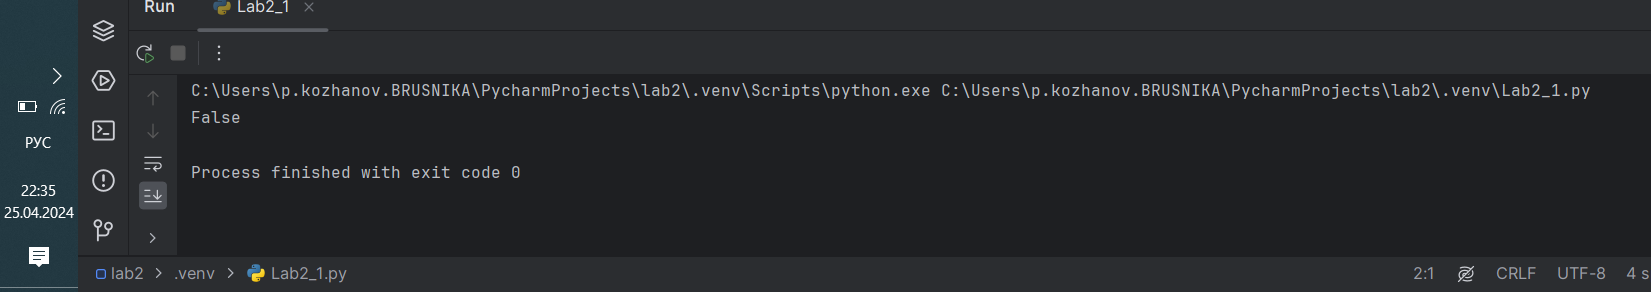 Run Lab2_1
C:\Users\p.kozhanov.BRUSNIKA\PycharmProjects\lab2\.venv\Scripts\python.exe C:\Users\p.kozhanov.BRUSNIKA\PycharmProjects\lab2\.venv\Lab2_1.py
False
РУС
Process finished with exit code 0
22:35
25.04.2024
lab2 > .venv > Lab2_1.py 2:1 CRLF UTF-8 4 s